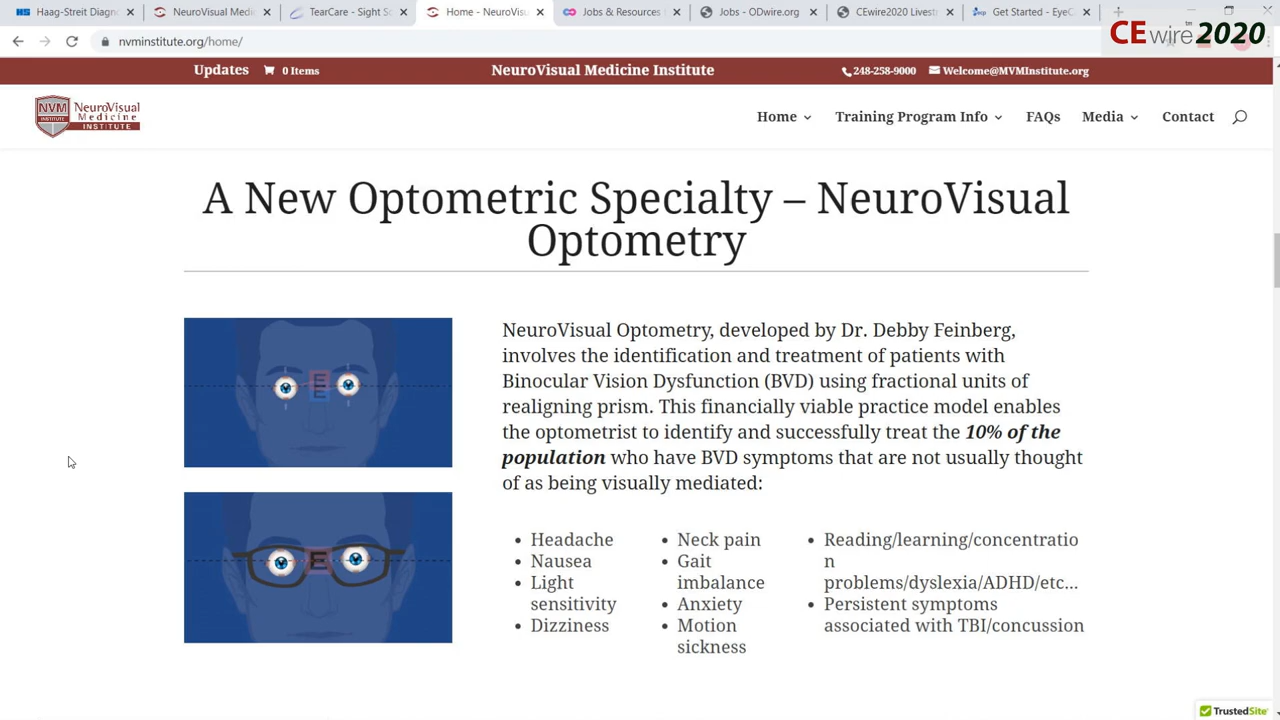 Haag-Streit Diagn
NeuroVisual Medic
TearCare - Sight Sc
Home - NeuroVisu
Jobs & Resources
Jobs - ODwire.org
CEwire2020 Livest
Get Started - EyeC
nvminstitute.org/home/
CEwire™2020
Updates 0 Items NeuroVisual Medicine Institute 248-258-9000 Welcome@MVMInstitute.org
NVM
INSTITUTE
NeuroVisual
Medicine
INSTITUTE
Home Training Program Info FAQs Media Contact
A New Optometric Specialty – NeuroVisual
Optometry
E
E
NeuroVisual Optometry, developed by Dr. Debby Feinberg,
involves the identification and treatment of patients with
Binocular Vision Dysfunction (BVD) using fractional units of
realigning prism. This financially viable practice model enables
the optometrist to identify and successfully treat the 10% of the
population who have BVD symptoms that are not usually thought
of as being visually mediated:
• Headache
• Nausea
• Light
sensitivity
• Dizziness
• Neck pain
• Gait
imbalance
• Anxiety
• Motion
sickness
• Reading/learning/concentratio
n
problems/dyslexia/ADHD/etc...
• Persistent symptoms
associated with TBI/concussion
E
TrustedSite